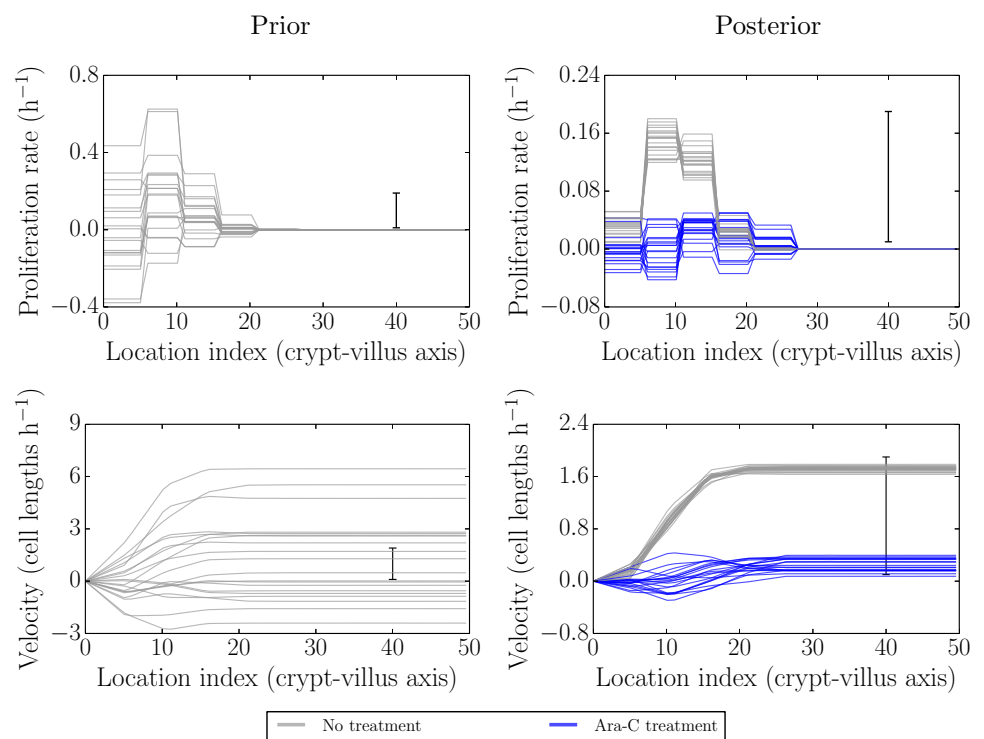 Prior
Posterior
Proliferation rate (h⁻¹)
0.8
0.4
0.0
−0.4
0 10 20 30 40 50
Location index (crypt-villus axis)
Proliferation rate (h⁻¹)
0.24
0.16
0.08
0.00
−0.08
0 10 20 30 40 50
Location index (crypt-villus axis)
Velocity (cell lengths h⁻¹)
9
6
3
0
−3
0 10 20 30 40 50
Location index (crypt-villus axis)
Velocity (cell lengths h⁻¹)
2.4
1.6
0.8
0.0
−0.8
0 10 20 30 40 50
Location index (crypt-villus axis)
No treatment
Ara-C treatment